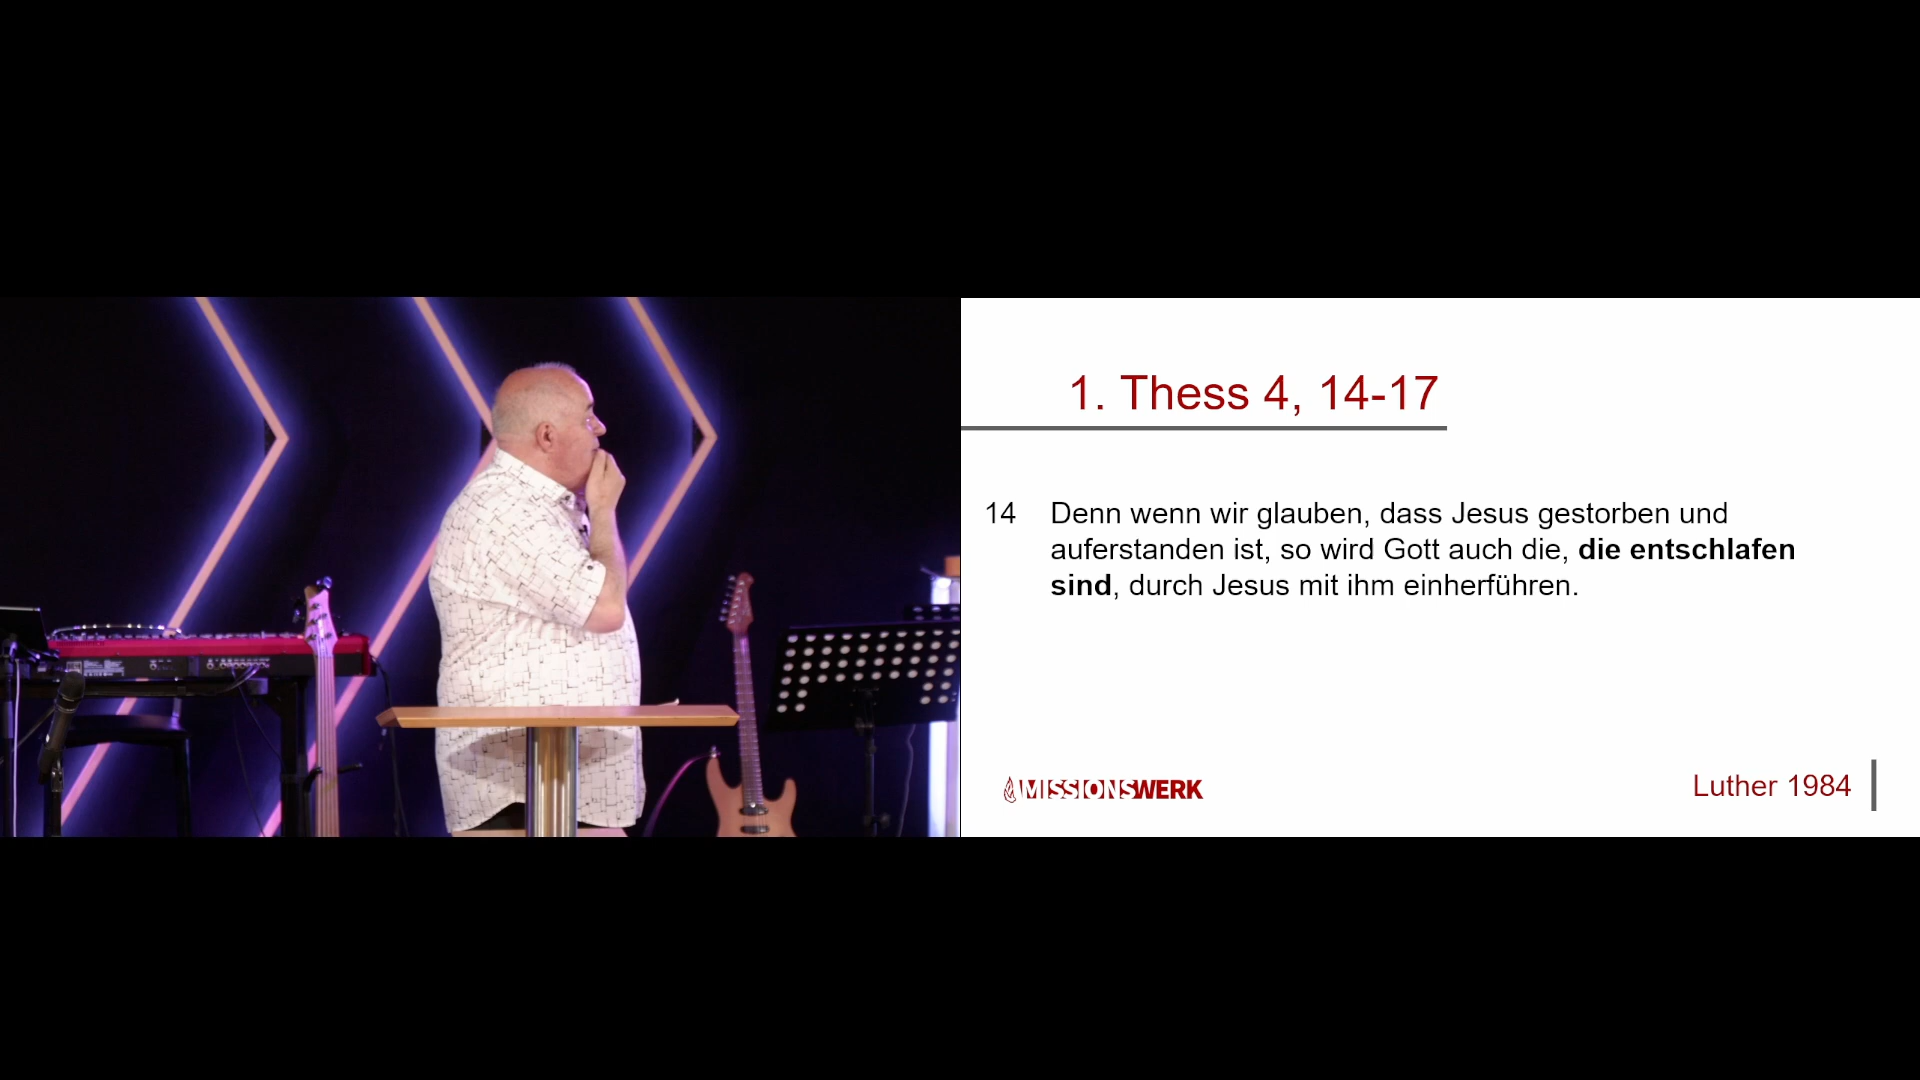 1. Thess 4, 14-17
14 Denn wenn wir glauben, dass Jesus gestorben und
auferstanden ist, so wird Gott auch die, die entschlafen
sind, durch Jesus mit ihm einherführen.
MISSIONSWERK
Luther 1984